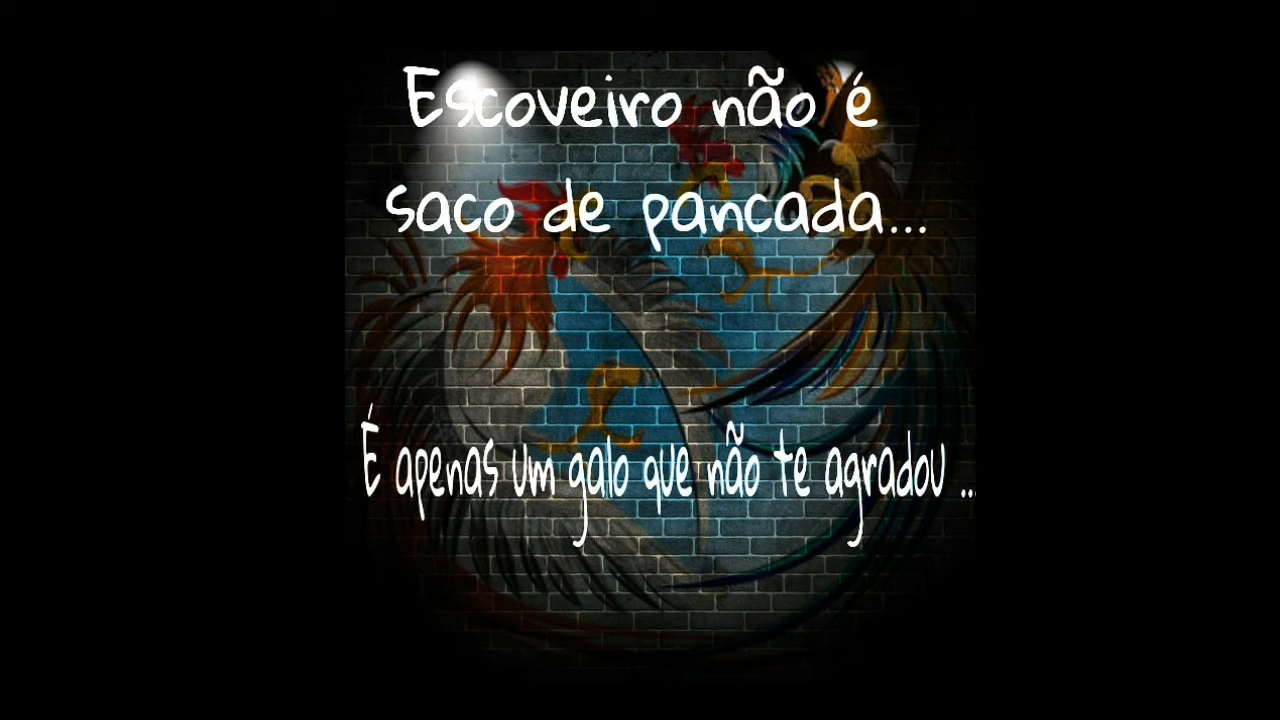 Escoveiro não é
saco de pancada...
É apenas um galo que não te agradou ...